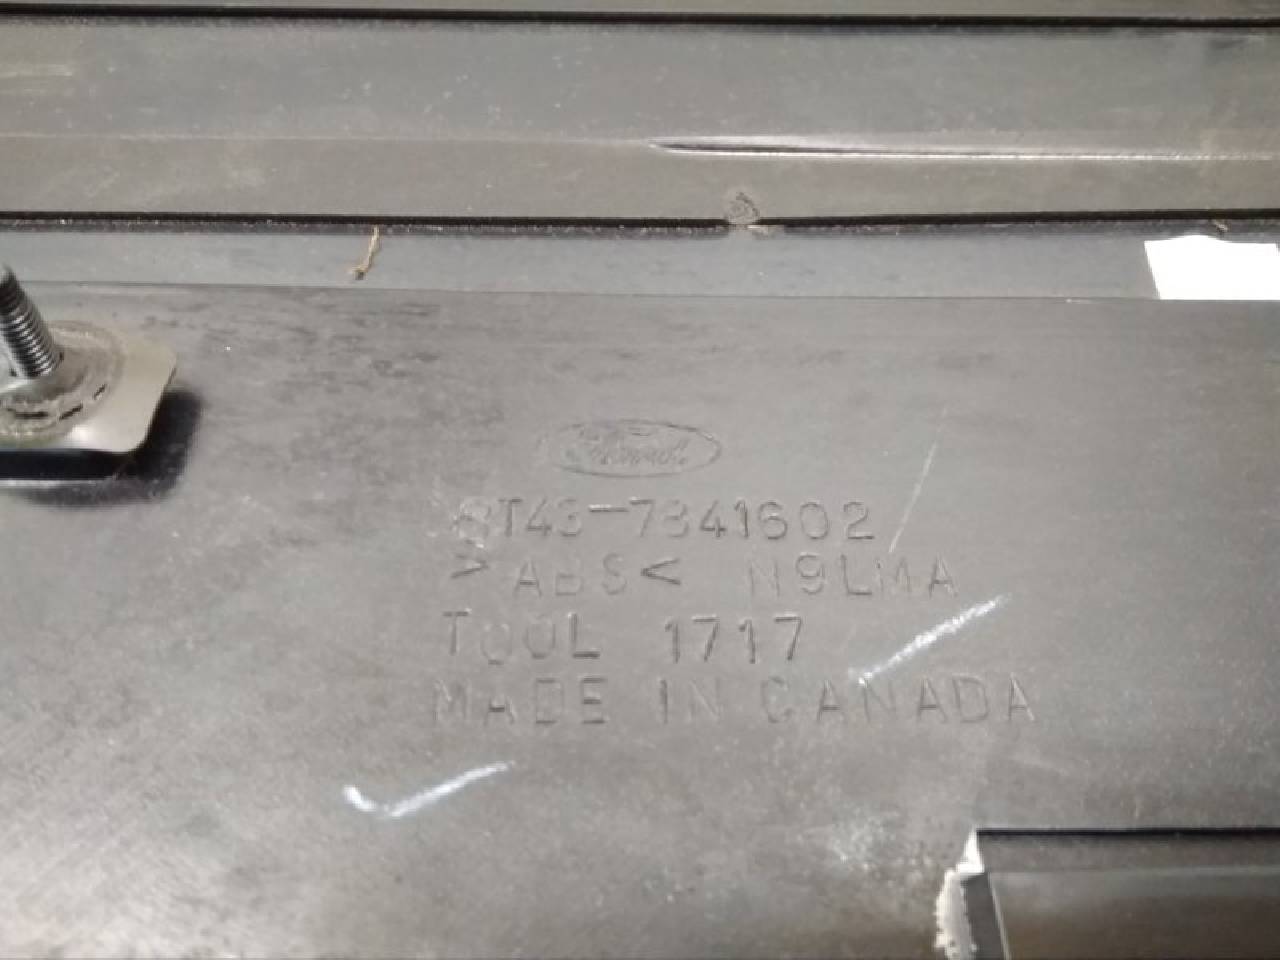 Ford
8T43-7841602
>ABS< N9LMA
TOOL 1717
MADE IN CANADA